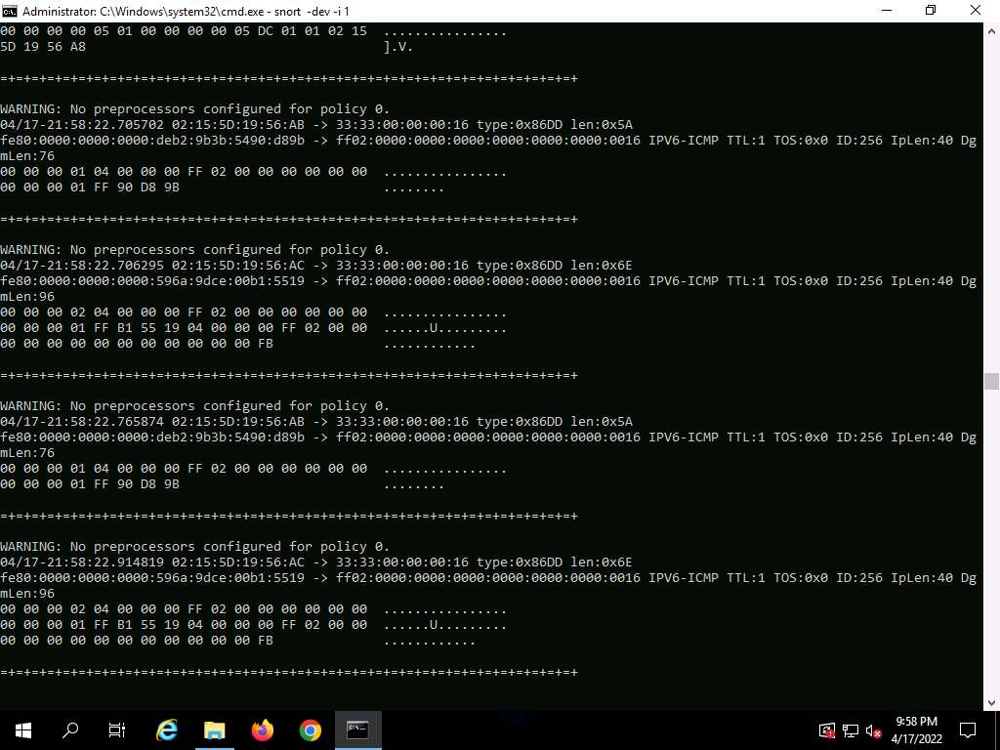 Administrator: C:\Windows\system32\cmd.exe - snort  -dev -i 1
00 00 00 00 05 01 00 00 00 00 05 DC 01 01 02 15  ................
5D 19 56 A8                                      ].V.
=+=+=+=+=+=+=+=+=+=+=+=+=+=+=+=+=+=+=+=+=+=+=+=+=+=+=+=+=+=+=+=+=+=+=+=+=+
WARNING: No preprocessors configured for policy 0.
04/17-21:58:22.705702 02:15:5D:19:56:AB -> 33:33:00:00:00:16 type:0x86DD len:0x5A
fe80:0000:0000:0000:deb2:9b3b:5490:d89b -> ff02:0000:0000:0000:0000:0000:0000:0016 IPV6-ICMP TTL:1 TOS:0x0 ID:256 IpLen:40 Dg
mLen:76
00 00 00 01 04 00 00 00 FF 02 00 00 00 00 00 00  ................
00 00 00 01 FF 90 D8 9B                          ........
=+=+=+=+=+=+=+=+=+=+=+=+=+=+=+=+=+=+=+=+=+=+=+=+=+=+=+=+=+=+=+=+=+=+=+=+=+
WARNING: No preprocessors configured for policy 0.
04/17-21:58:22.706295 02:15:5D:19:56:AC -> 33:33:00:00:00:16 type:0x86DD len:0x6E
fe80:0000:0000:0000:596a:9dce:00b1:5519 -> ff02:0000:0000:0000:0000:0000:0000:0016 IPV6-ICMP TTL:1 TOS:0x0 ID:256 IpLen:40 Dg
mLen:96
00 00 00 02 04 00 00 00 FF 02 00 00 00 00 00 00  ................
00 00 00 01 FF B1 55 19 04 00 00 00 FF 02 00 00  ......U.........
00 00 00 00 00 00 00 00 00 00 00 FB              ............
=+=+=+=+=+=+=+=+=+=+=+=+=+=+=+=+=+=+=+=+=+=+=+=+=+=+=+=+=+=+=+=+=+=+=+=+=+
WARNING: No preprocessors configured for policy 0.
04/17-21:58:22.765874 02:15:5D:19:56:AB -> 33:33:00:00:00:16 type:0x86DD len:0x5A
fe80:0000:0000:0000:deb2:9b3b:5490:d89b -> ff02:0000:0000:0000:0000:0000:0000:0016 IPV6-ICMP TTL:1 TOS:0x0 ID:256 IpLen:40 Dg
mLen:76
00 00 00 01 04 00 00 00 FF 02 00 00 00 00 00 00  ................
00 00 00 01 FF 90 D8 9B                          ........
=+=+=+=+=+=+=+=+=+=+=+=+=+=+=+=+=+=+=+=+=+=+=+=+=+=+=+=+=+=+=+=+=+=+=+=+=+
WARNING: No preprocessors configured for policy 0.
04/17-21:58:22.914819 02:15:5D:19:56:AC -> 33:33:00:00:00:16 type:0x86DD len:0x6E
fe80:0000:0000:0000:596a:9dce:00b1:5519 -> ff02:0000:0000:0000:0000:0000:0000:0016 IPV6-ICMP TTL:1 TOS:0x0 ID:256 IpLen:40 Dg
mLen:96
00 00 00 02 04 00 00 00 FF 02 00 00 00 00 00 00  ................
00 00 00 01 FF B1 55 19 04 00 00 00 FF 02 00 00  ......U.........
00 00 00 00 00 00 00 00 00 00 00 FB              ............
=+=+=+=+=+=+=+=+=+=+=+=+=+=+=+=+=+=+=+=+=+=+=+=+=+=+=+=+=+=+=+=+=+=+=+=+=+
9:58 PM
4/17/2022